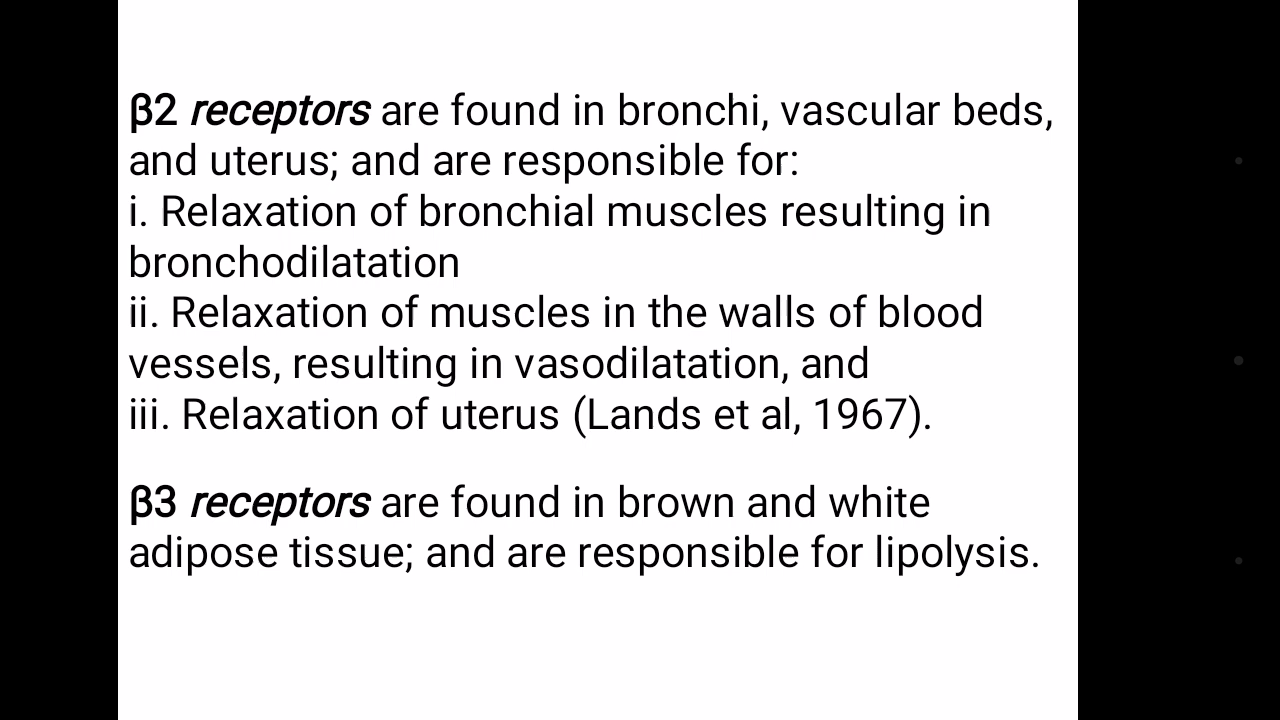 β2 receptors are found in bronchi, vascular beds,
and uterus; and are responsible for:
i. Relaxation of bronchial muscles resulting in
bronchodilatation
ii. Relaxation of muscles in the walls of blood
vessels, resulting in vasodilatation, and
iii. Relaxation of uterus (Lands et al, 1967).
β3 receptors are found in brown and white
adipose tissue; and are responsible for lipolysis.